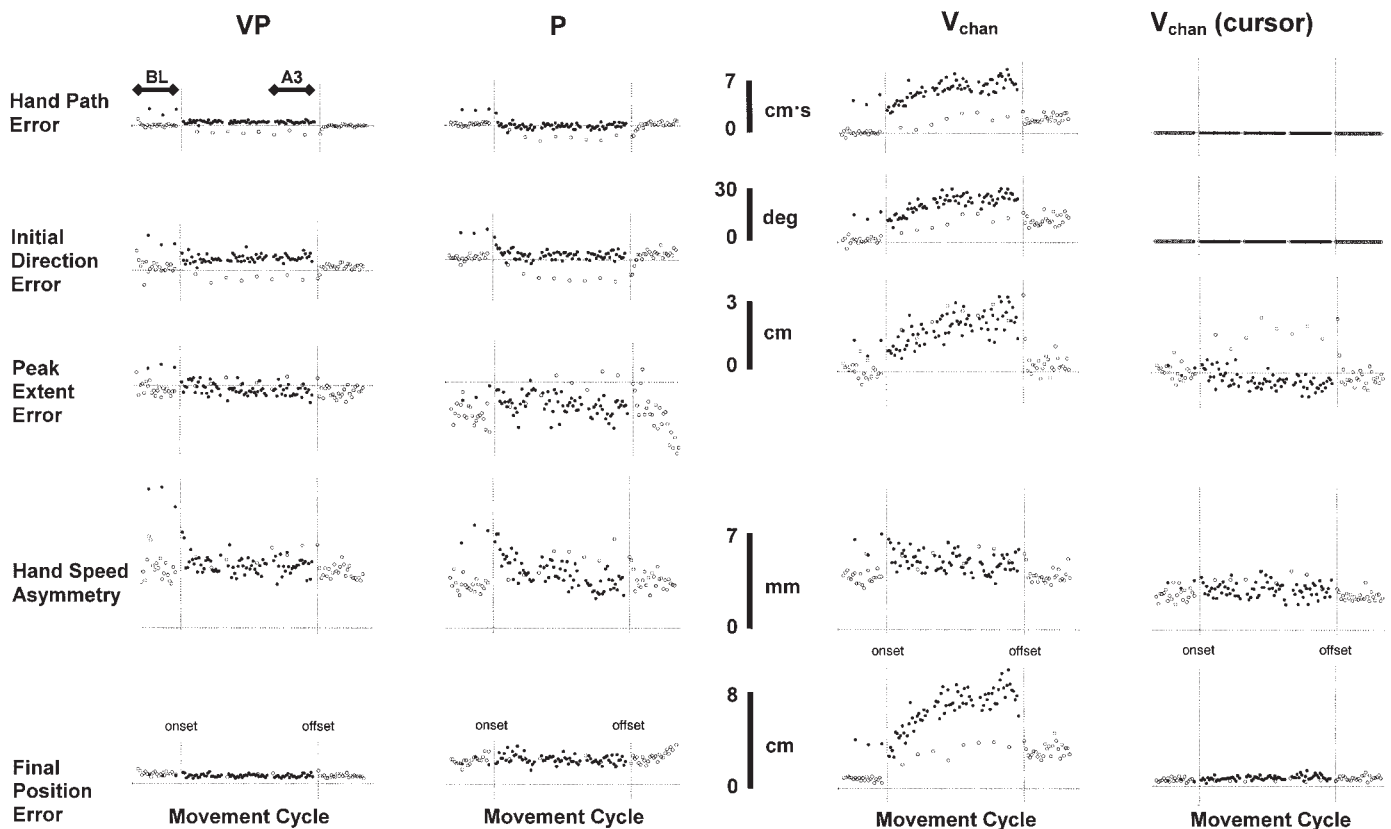 VP
P
Vchan
Vchan (cursor)
BL
A3
Hand Path
Error
7
0
cm·s
Initial
Direction
Error
30
0
deg
Peak
Extent
Error
3
0
cm
Hand Speed
Asymmetry
7
0
mm
onset
offset
onset
offset
onset
offset
onset
offset
Final
Position
Error
8
0
cm
Movement Cycle
Movement Cycle
Movement Cycle
Movement Cycle